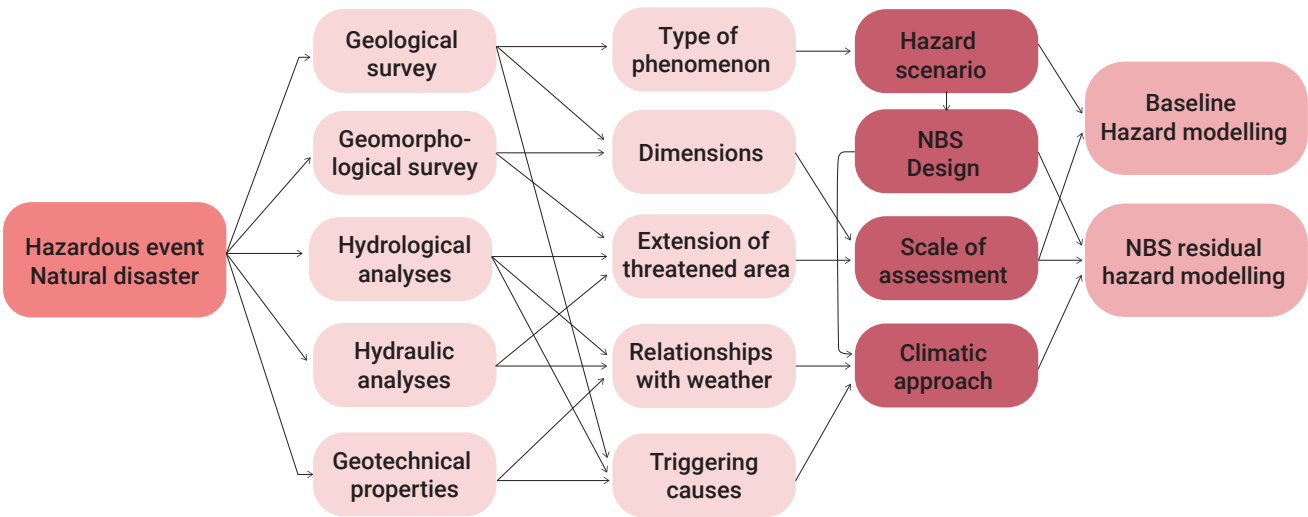 Hazardous event
Natural disaster
Geological
survey
Geomorpho-
logical survey
Hydrological
analyses
Hydraulic
analyses
Geotechnical
properties
Type of
phenomenon
Dimensions
Extension of
threatened area
Relationships
with weather
Triggering
causes
Hazard
scenario
NBS
Design
Scale of
assessment
Climatic
approach
Baseline
Hazard modelling
NBS residual
hazard modelling